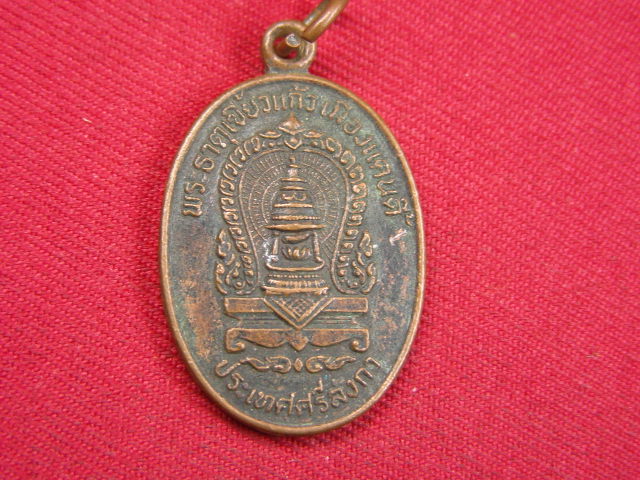 พระธาตุเขี้ยวแก้ว เมืองแคนดี้
ประเทศศรีลังกา